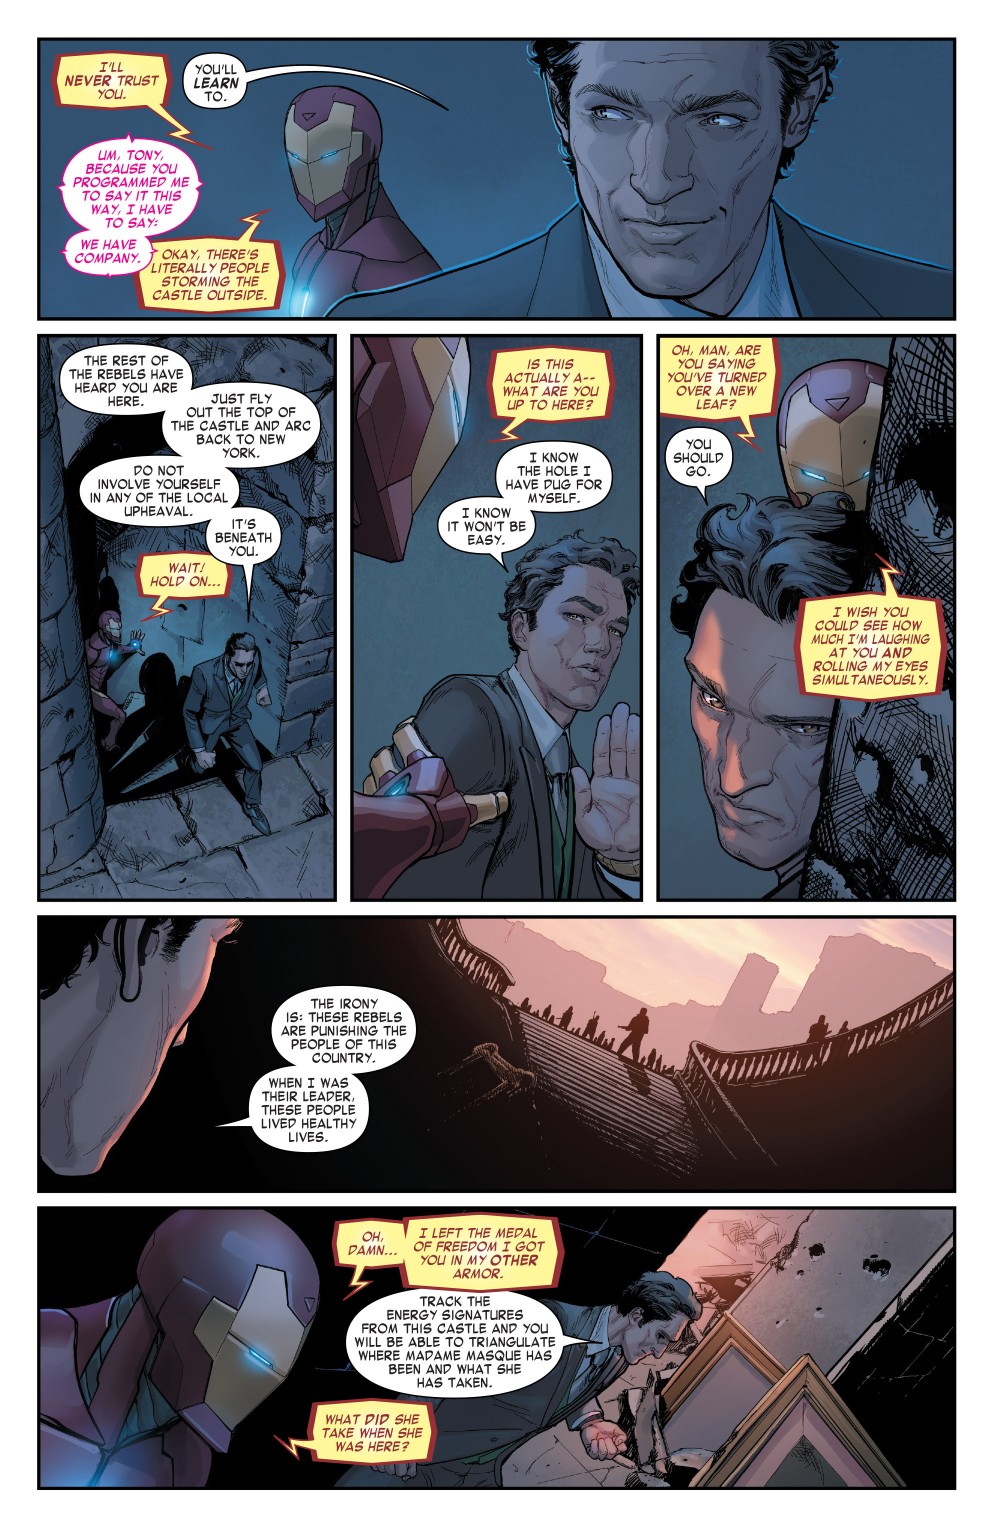 I'LL
NEVER TRUST
YOU.
YOU'LL
LEARN
TO.
UM, TONY,
BECAUSE YOU
PROGRAMMED ME
TO SAY IT THIS
WAY, I HAVE
TO SAY:
WE HAVE
COMPANY.
OKAY, THERE'S
LITERALLY PEOPLE
STORMING THE
CASTLE OUTSIDE.
THE REST OF
THE REBELS HAVE
HEARD YOU ARE
HERE.
JUST FLY
OUT THE TOP OF
THE CASTLE AND ARC
BACK TO NEW
YORK.
DO NOT
INVOLVE YOURSELF
IN ANY OF THE LOCAL
UPHEAVAL.
IT'S
BENEATH
YOU.
WAIT!
HOLD ON...
IS THIS
ACTUALLY A--
WHAT ARE YOU
UP TO HERE?
I KNOW
THE HOLE I
HAVE DUG FOR
MYSELF.
I KNOW
IT WON'T BE
EASY.
OH, MAN, ARE
YOU SAYING
YOU'VE TURNED
OVER A NEW
LEAF?
YOU
SHOULD
GO.
I WISH YOU
COULD SEE HOW
MUCH I'M LAUGHING
AT YOU AND
ROLLING MY EYES
SIMULTANEOUSLY.
THE IRONY
IS: THESE REBELS
ARE PUNISHING THE
PEOPLE OF THIS
COUNTRY.
WHEN I WAS
THEIR LEADER,
THESE PEOPLE
LIVED HEALTHY
LIVES.
OH,
DAMN...
I LEFT THE MEDAL
OF FREEDOM I GOT
YOU IN MY OTHER
ARMOR.
TRACK THE
ENERGY SIGNATURES
FROM THIS CASTLE AND YOU
WILL BE ABLE TO TRIANGULATE
WHERE MADAME MASQUE HAS
BEEN AND WHAT SHE
HAS TAKEN.
WHAT DID SHE
TAKE WHEN SHE
WAS HERE?